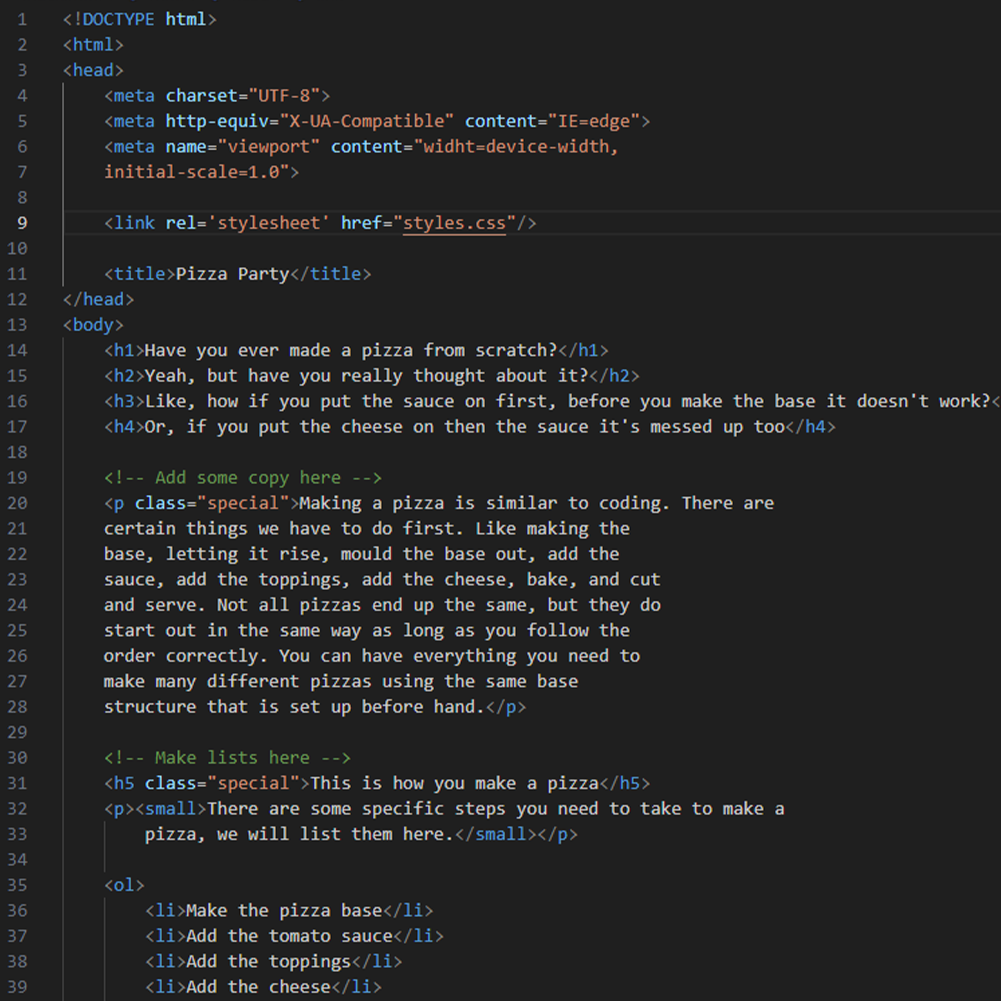 1 <!DOCTYPE html>
2 <html>
3 <head>
4     <meta charset="UTF-8">
5     <meta http-equiv="X-UA-Compatible" content="IE=edge">
6     <meta name="viewport" content="widht=device-width,
7     initial-scale=1.0">
8
9     <link rel='stylesheet' href="styles.css"/>
10
11     <title>Pizza Party</title>
12 </head>
13 <body>
14     <h1>Have you ever made a pizza from scratch?</h1>
15     <h2>Yeah, but have you really thought about it?</h2>
16     <h3>Like, how if you put the sauce on first, before you make the base it doesn't work?<
17     <h4>Or, if you put the cheese on then the sauce it's messed up too</h4>
18
19     <!-- Add some copy here -->
20     <p class="special">Making a pizza is similar to coding. There are
21     certain things we have to do first. Like making the
22     base, letting it rise, mould the base out, add the
23     sauce, add the toppings, add the cheese, bake, and cut
24     and serve. Not all pizzas end up the same, but they do
25     start out in the same way as long as you follow the
26     order correctly. You can have everything you need to
27     make many different pizzas using the same base
28     structure that is set up before hand.</p>
29
30     <!-- Make lists here -->
31     <h5 class="special">This is how you make a pizza</h5>
32     <p><small>There are some specific steps you need to take to make a
33         pizza, we will list them here.</small></p>
34
35     <ol>
36         <li>Make the pizza base</li>
37         <li>Add the tomato sauce</li>
38         <li>Add the toppings</li>
39         <li>Add the cheese</li>